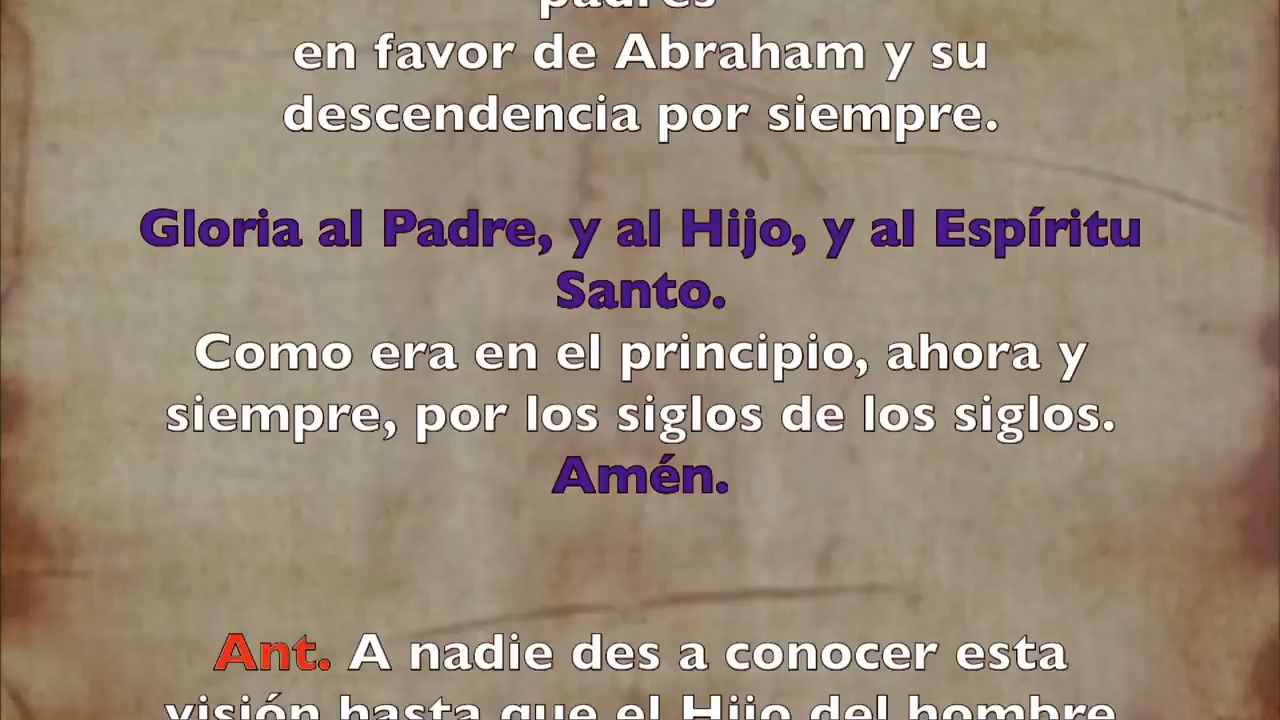 padres
en favor de Abraham y su
descendencia por siempre.
Gloria al Padre, y al Hijo, y al Espíritu
Santo.
Como era en el principio, ahora y
siempre, por los siglos de los siglos.
Amén.
Ant. A nadie des a conocer esta
visión hasta que el Hijo del hombre